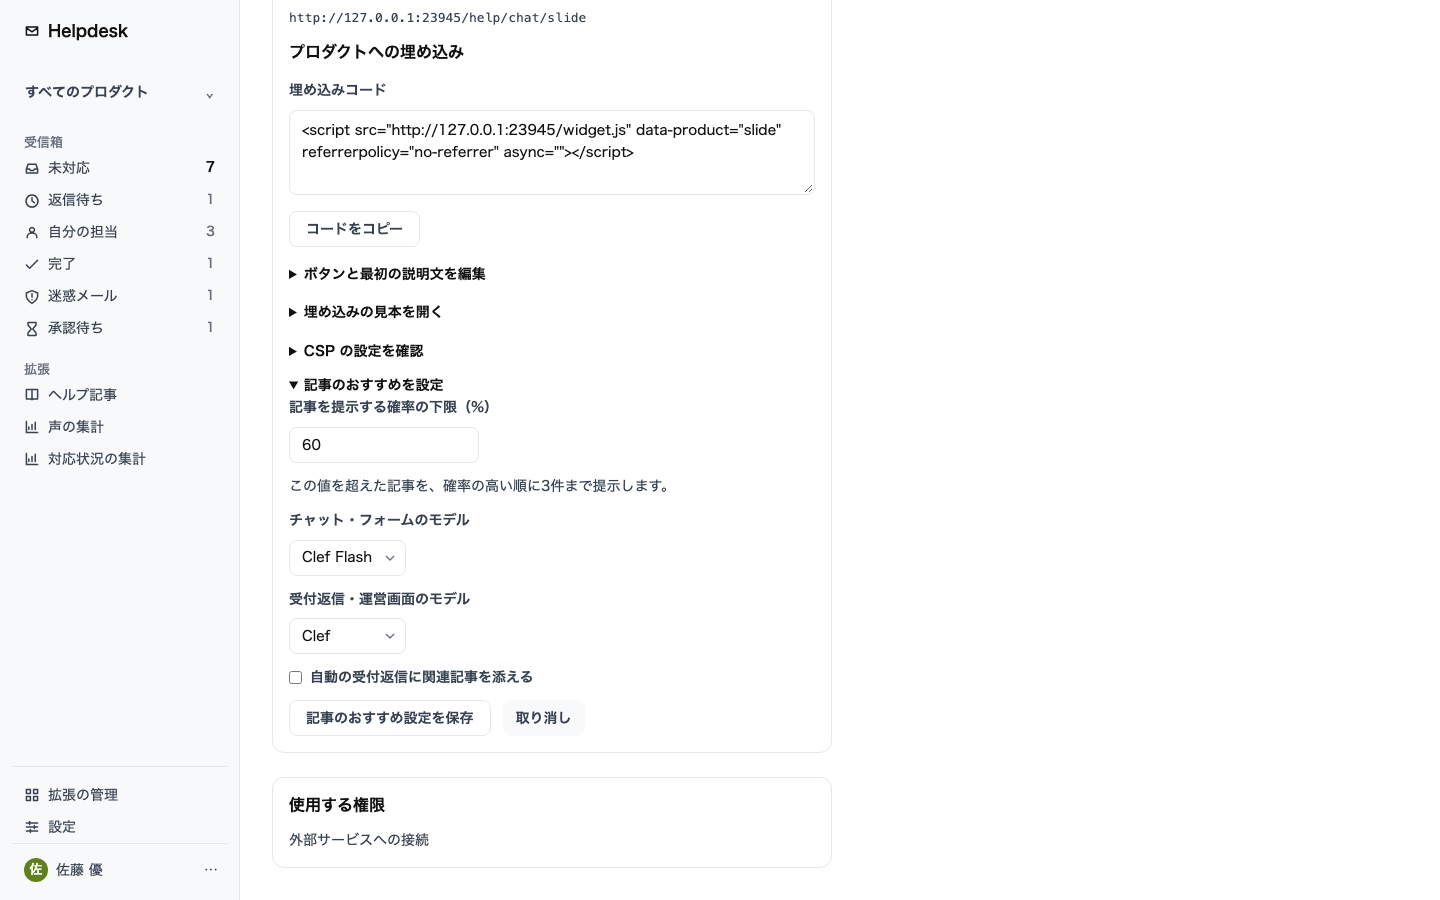 Helpdesk
すべてのプロダクト
受信箱
未対応 7
返信待ち 1
自分の担当 3
完了 1
迷惑メール 1
承認待ち 1
拡張
ヘルプ記事
声の集計
対応状況の集計
拡張の管理
設定
佐 佐藤 優 …
http://127.0.0.1:23945/help/chat/slide
プロダクトへの埋め込み
埋め込みコード
<script src="http://127.0.0.1:23945/widget.js" data-product="slide"
referrerpolicy="no-referrer" async=""></script>
コードをコピー
ボタンと最初の説明文を編集
埋め込みの見本を開く
CSP の設定を確認
記事のおすすめを設定
記事を提示する確率の下限（%）
60
この値を超えた記事を、確率の高い順に3件まで提示します。
チャット・フォームのモデル
Clef Flash
受付返信・運営画面のモデル
Clef
自動の受付返信に関連記事を添える
記事のおすすめ設定を保存 取り消し
使用する権限
外部サービスへの接続